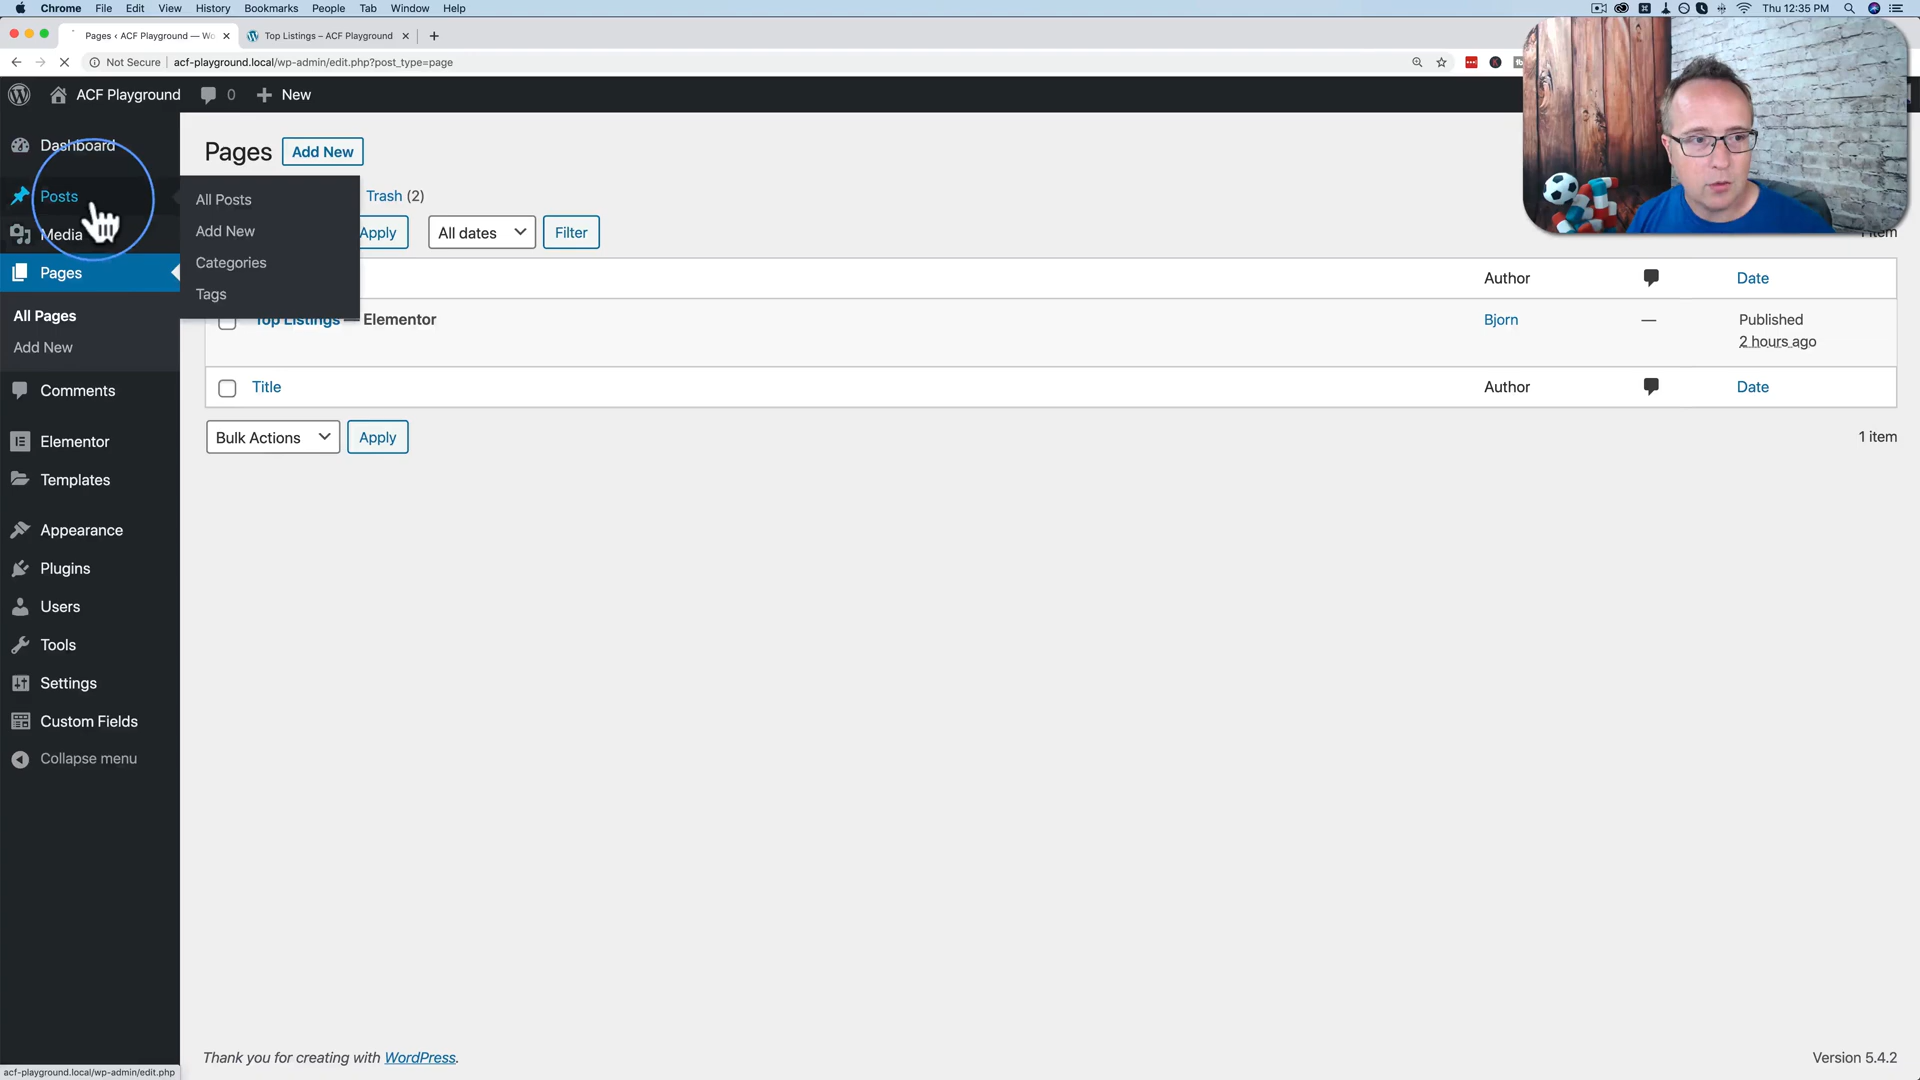 Chrome File Edit View History Bookmarks People Tab Window Help Thu 12:35 PM
Pages ‹ ACF Playground — Wo Top Listings – ACF Playground
Not Secure acf-playground.local/wp-admin/edit.php?post_type=page
ACF Playground 0 New
Dashboard
Posts
Media
Pages
All Pages
Add New
Comments
Elementor
Templates
Appearance
Plugins
Users
Tools
Settings
Custom Fields
Collapse menu
All Posts
Add New
Categories
Tags
Pages Add New
Trash (2)
Apply All dates Filter
1 item
Author Date
Top Listings — Elementor Bjorn — Published
2 hours ago
Title Author Date
Bulk Actions Apply 1 item
Thank you for creating with WordPress. Version 5.4.2
acf-playground.local/wp-admin/edit.php